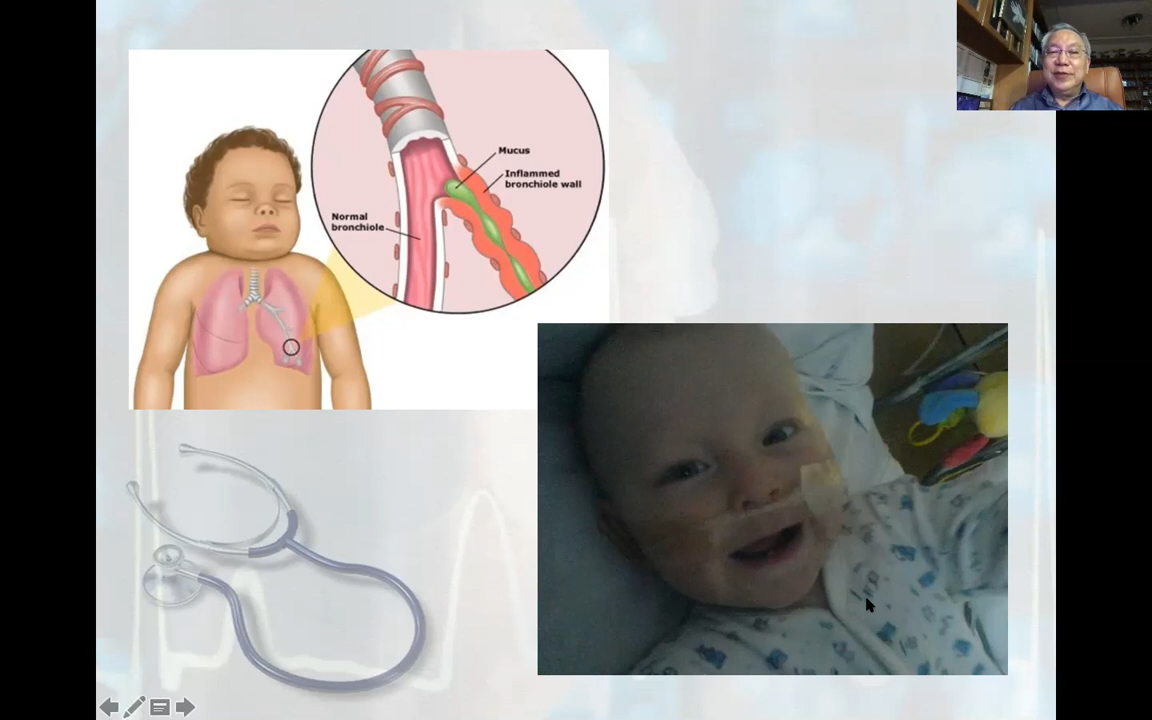 Mucus
Inflammed
bronchiole wall
Normal
bronchiole